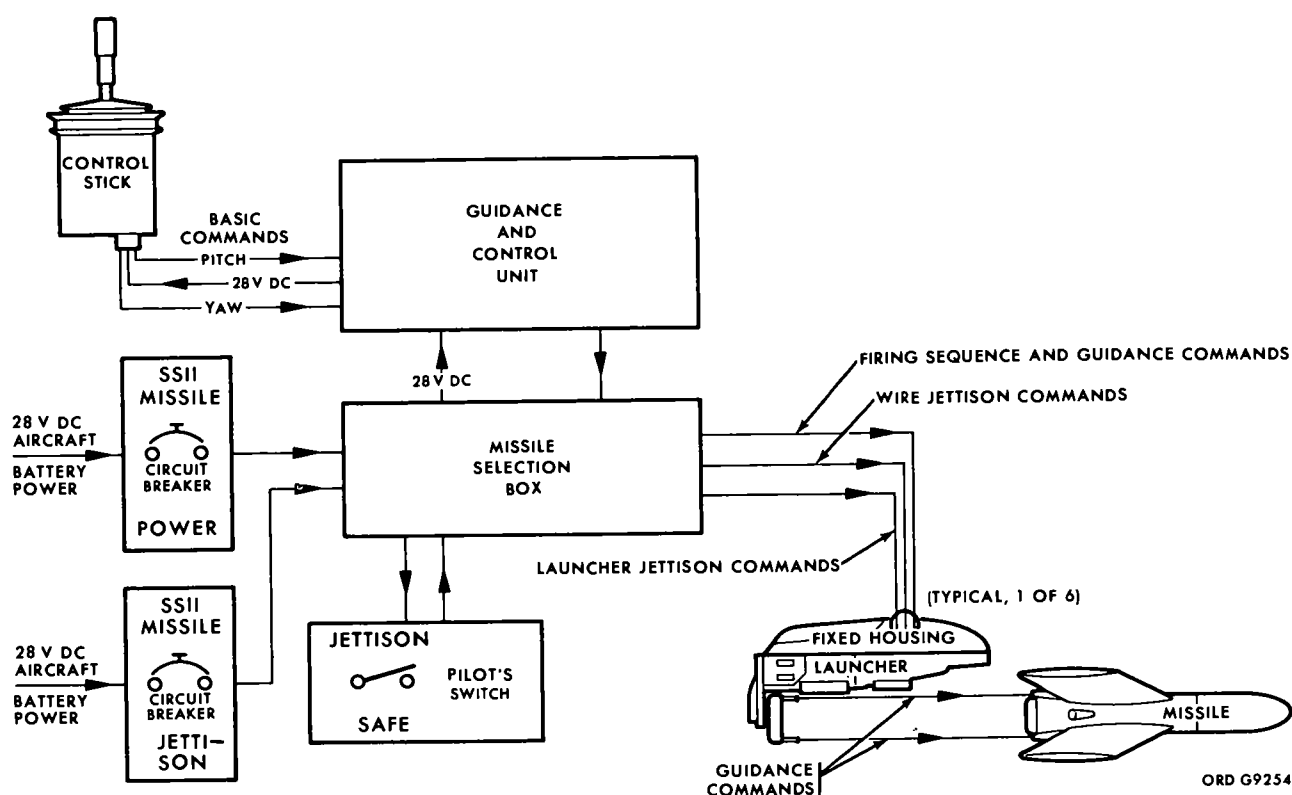 CONTROL
STICK
BASIC
COMMANDS
PITCH
28V DC
YAW
GUIDANCE
AND
CONTROL
UNIT
28 V DC
AIRCRAFT
BATTERY
POWER
SS11
MISSILE
CIRCUIT
BREAKER
POWER
28 V DC
MISSILE
SELECTION
BOX
FIRING SEQUENCE AND GUIDANCE COMMANDS
WIRE JETTISON COMMANDS
LAUNCHER JETTISON COMMANDS
28 V DC
AIRCRAFT
BATTERY
POWER
SS11
MISSILE
CIRCUIT
BREAKER
JETTI-
SON
JETTISON
PILOT'S
SWITCH
SAFE
(TYPICAL, 1 OF 6)
FIXED HOUSING
LAUNCHER
MISSILE
GUIDANCE
COMMANDS
ORD G9254